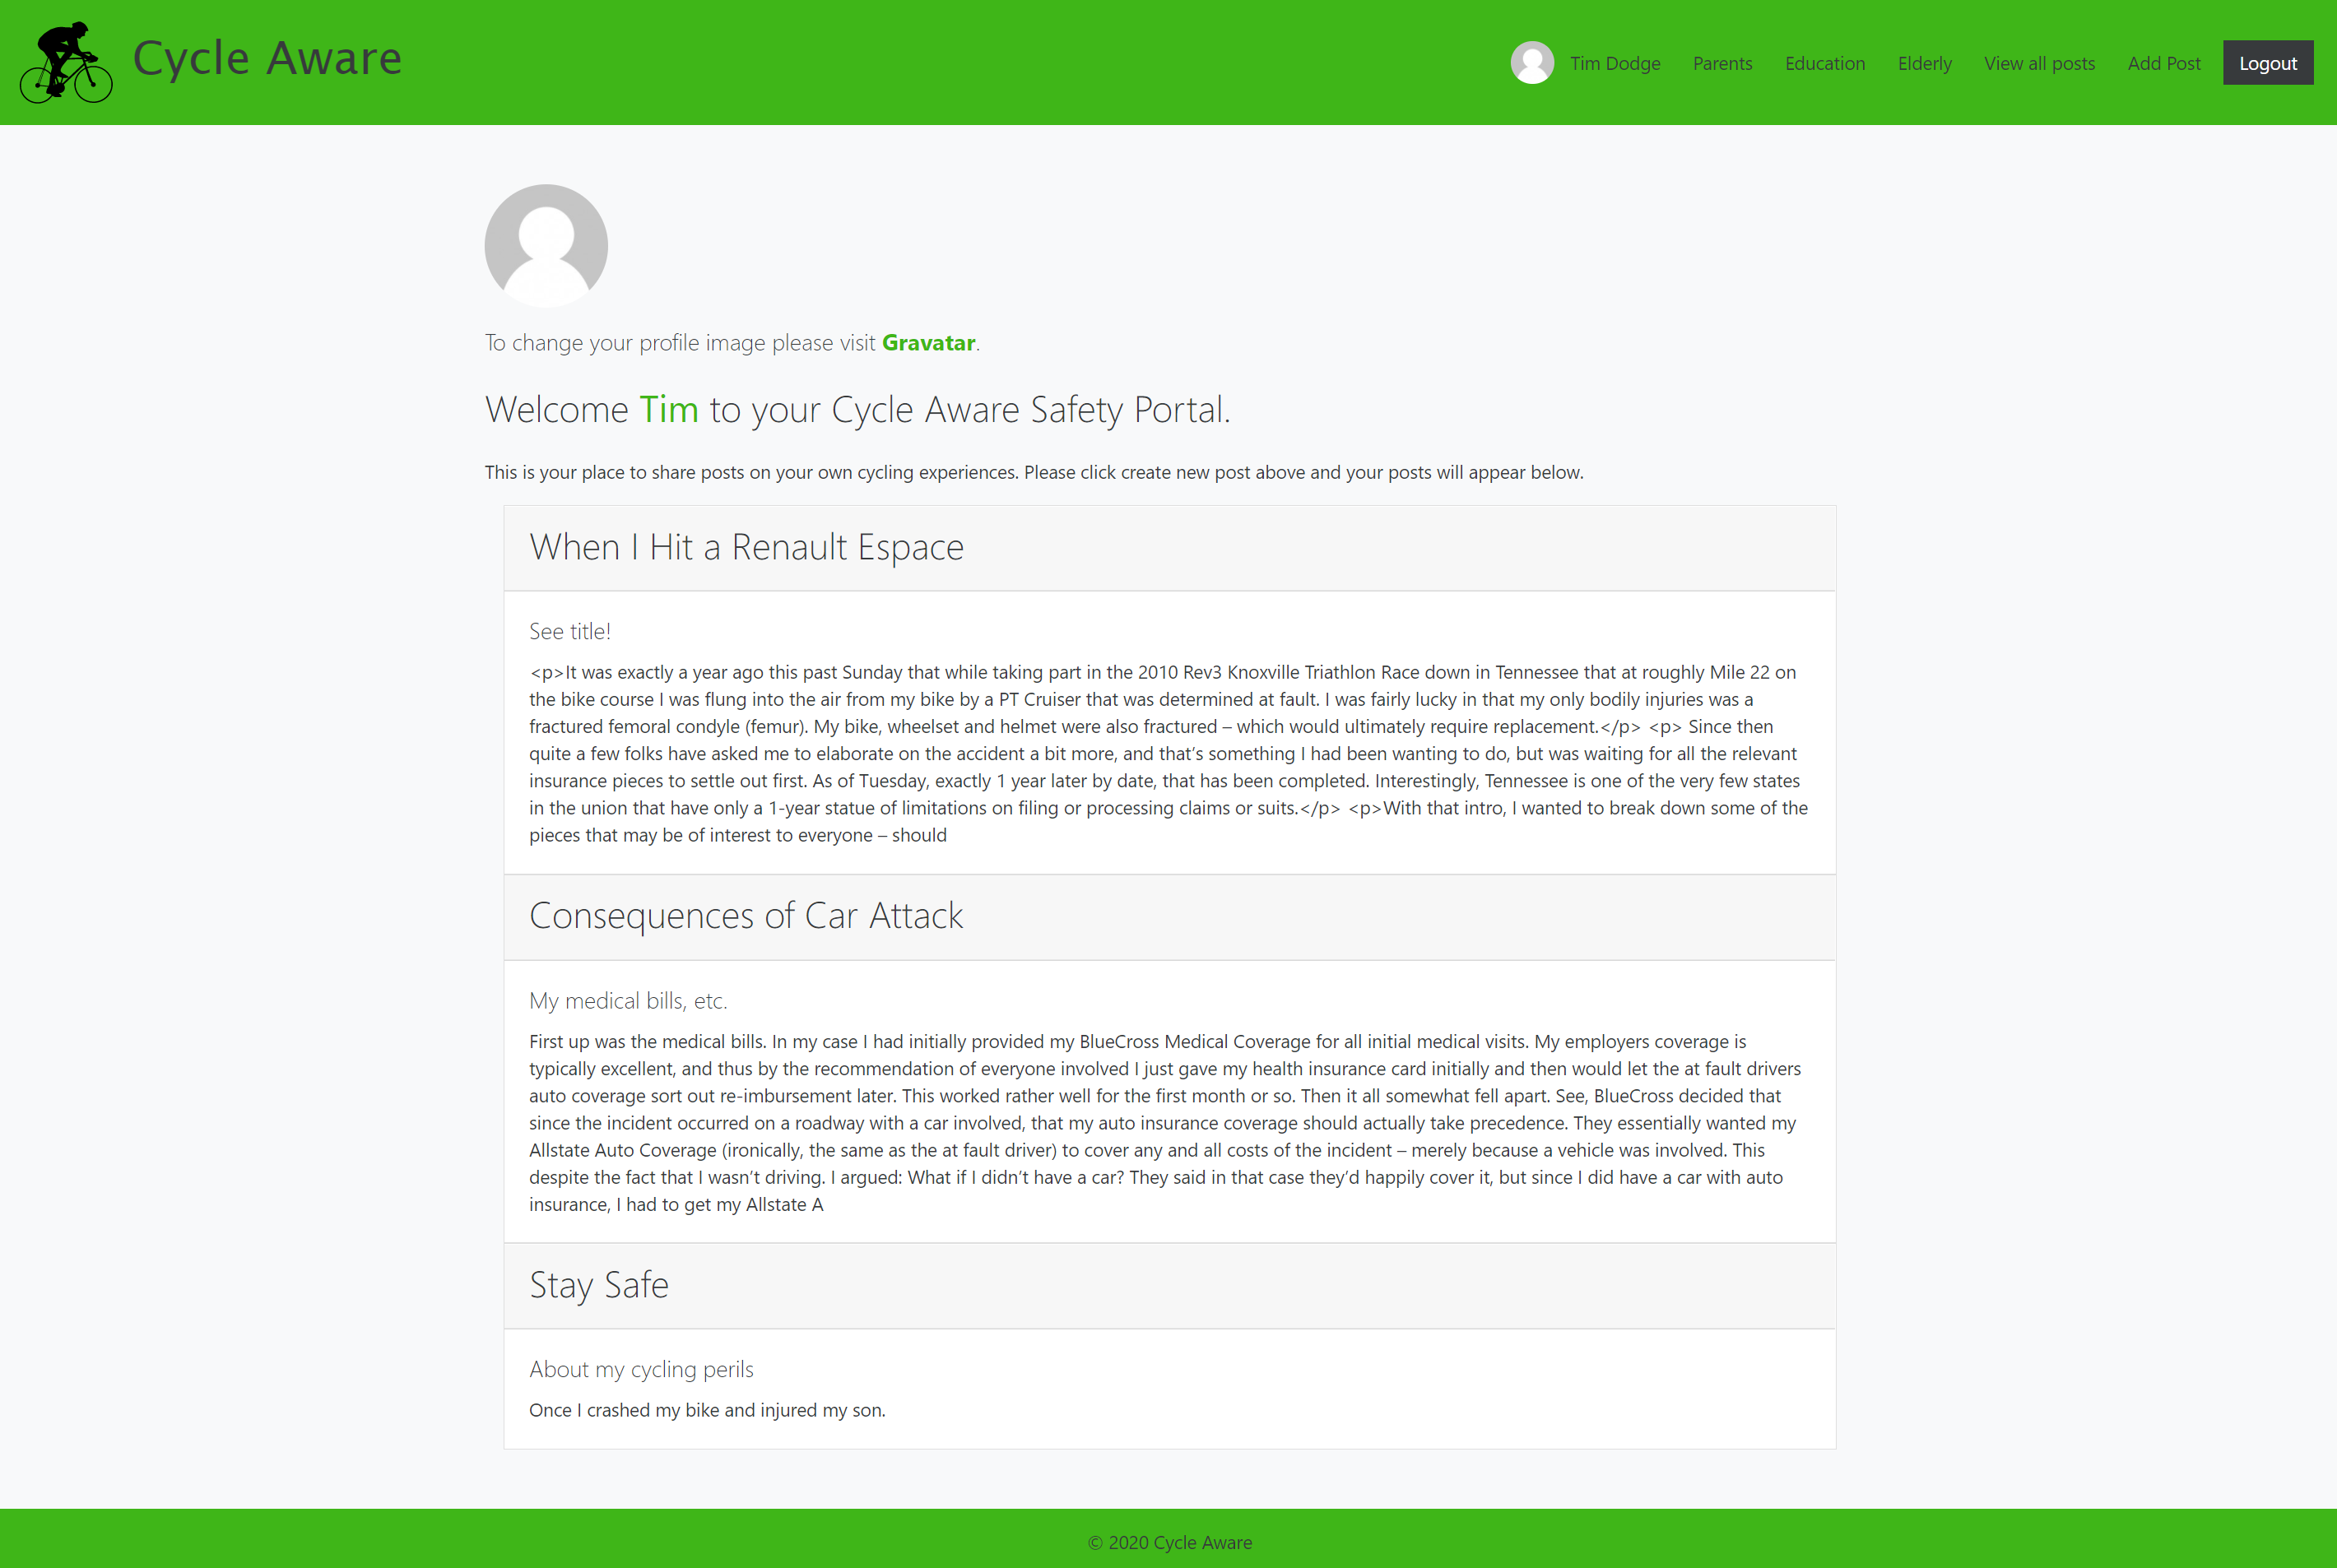 Cycle Aware
Tim Dodge Parents Education Elderly View all posts Add Post Logout
To change your profile image please visit Gravatar.
Welcome Tim to your Cycle Aware Safety Portal.
This is your place to share posts on your own cycling experiences. Please click create new post above and your posts will appear below.
When I Hit a Renault Espace
See title!
<p>It was exactly a year ago this past Sunday that while taking part in the 2010 Rev3 Knoxville Triathlon Race down in Tennessee that at roughly Mile 22 on
the bike course I was flung into the air from my bike by a PT Cruiser that was determined at fault. I was fairly lucky in that my only bodily injuries was a
fractured femoral condyle (femur). My bike, wheelset and helmet were also fractured – which would ultimately require replacement.</p> <p> Since then
quite a few folks have asked me to elaborate on the accident a bit more, and that’s something I had been wanting to do, but was waiting for all the relevant
insurance pieces to settle out first. As of Tuesday, exactly 1 year later by date, that has been completed. Interestingly, Tennessee is one of the very few states
in the union that have only a 1-year statue of limitations on filing or processing claims or suits.</p> <p>With that intro, I wanted to break down some of the
pieces that may be of interest to everyone – should
Consequences of Car Attack
My medical bills, etc.
First up was the medical bills. In my case I had initially provided my BlueCross Medical Coverage for all initial medical visits. My employers coverage is
typically excellent, and thus by the recommendation of everyone involved I just gave my health insurance card initially and then would let the at fault drivers
auto coverage sort out re-imbursement later. This worked rather well for the first month or so. Then it all somewhat fell apart. See, BlueCross decided that
since the incident occurred on a roadway with a car involved, that my auto insurance coverage should actually take precedence. They essentially wanted my
Allstate Auto Coverage (ironically, the same as the at fault driver) to cover any and all costs of the incident – merely because a vehicle was involved. This
despite the fact that I wasn’t driving. I argued: What if I didn’t have a car? They said in that case they’d happily cover it, but since I did have a car with auto
insurance, I had to get my Allstate A
Stay Safe
About my cycling perils
Once I crashed my bike and injured my son.
© 2020 Cycle Aware